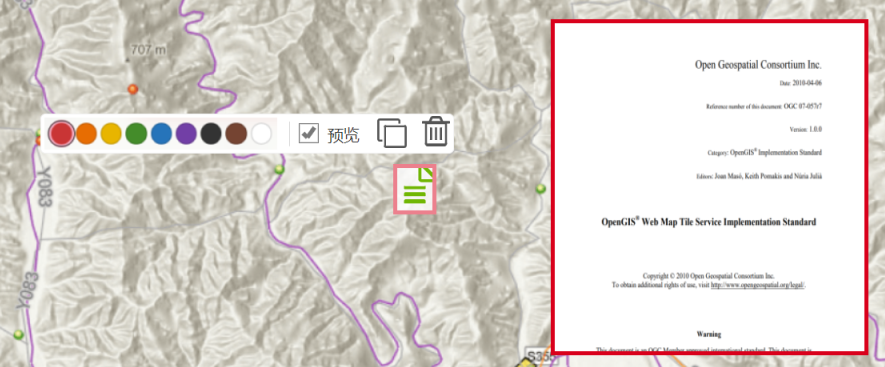 707 m
预览
Y083
Y083
S35
Open Geospatial Consortium Inc.
Date: 2010-04-06
Reference number of this document: OGC 07-057r7
Version: 1.0.0
Category: OpenGIS® Implementation Standard
Editors: Joan Masó, Keith Pomakis and Núria Julià
OpenGIS® Web Map Tile Service Implementation Standard
Copyright © 2010 Open Geospatial Consortium Inc.
To obtain additional rights of use, visit http://www.opengeospatial.org/legal/.
Warning
This document is an OGC Member approved international standard. This document is